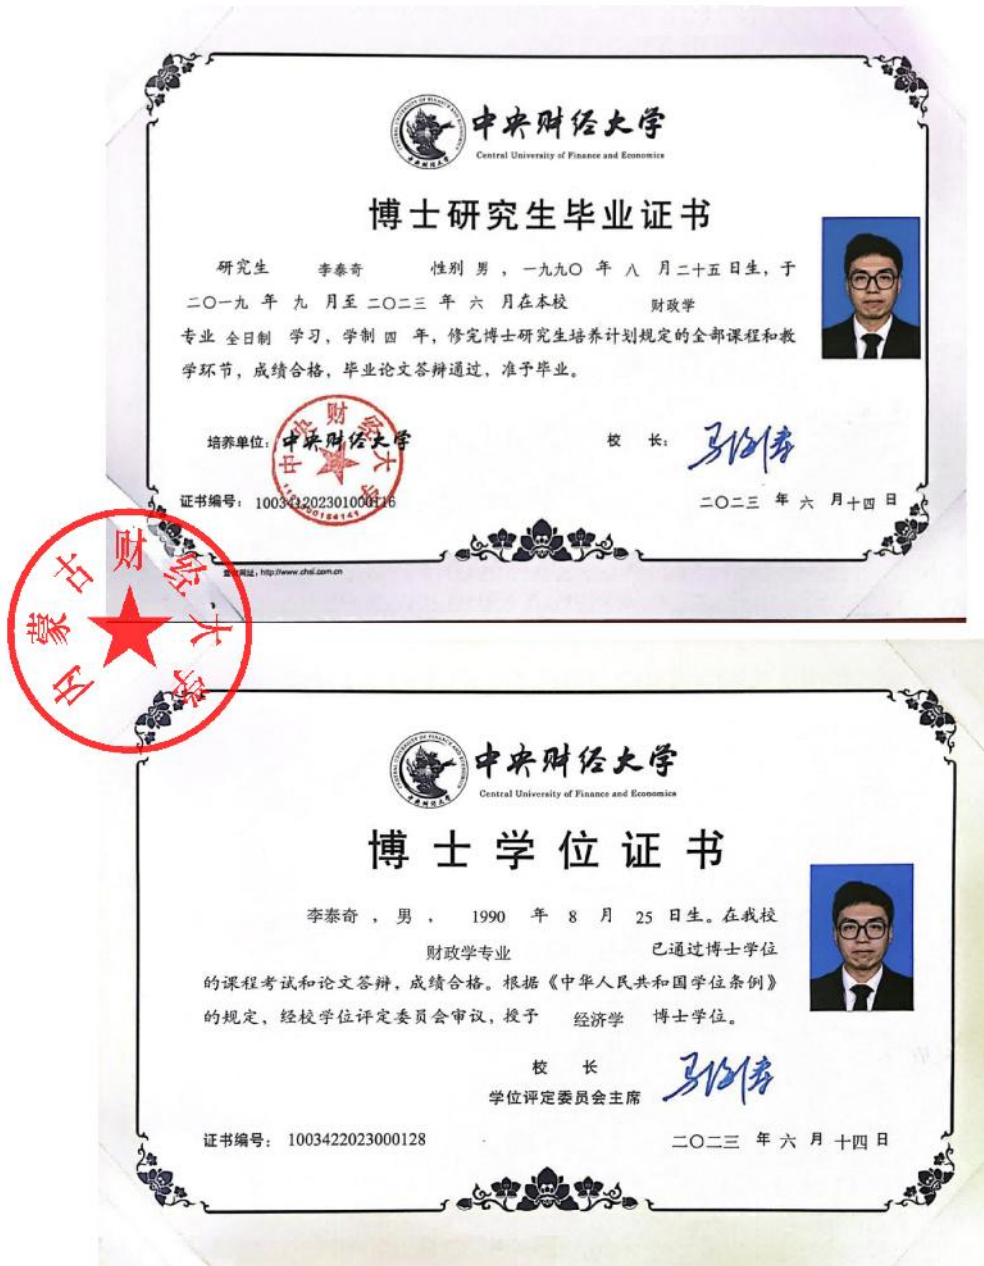 中央财经大学
Central University of Finance and Economics
博士研究生毕业证书
研究生 李泰奇 性别 男 ，一九九〇 年 八 月二十五日生，于
二〇一九 年 九 月至 二〇二三 年 六 月在本校 财政学
专业 全日制 学习，学制 四 年，修完博士研究生培养计划规定的全部课程和教
学环节，成绩合格，毕业论文答辩通过，准予毕业。
培养单位：中央财经大学
校 长：
中央财经大学
证书编号：100341202301000116
二〇二三 年 六 月十四 日
查询网址：http://www.chsi.com.cn
内蒙古财经大学
中央财经大学
Central University of Finance and Economics
博士学位证书
李泰奇 ，男 ， 1990 年 8 月 25 日生。在我校
财政学专业 已通过博士学位
的课程考试和论文答辩，成绩合格。根据《中华人民共和国学位条例》
的规定，经校学位评定委员会审议，授予 经济学 博士学位。
校 长
学位评定委员会主席
证书编号： 1003422023000128
二〇二三 年 六 月 十四 日